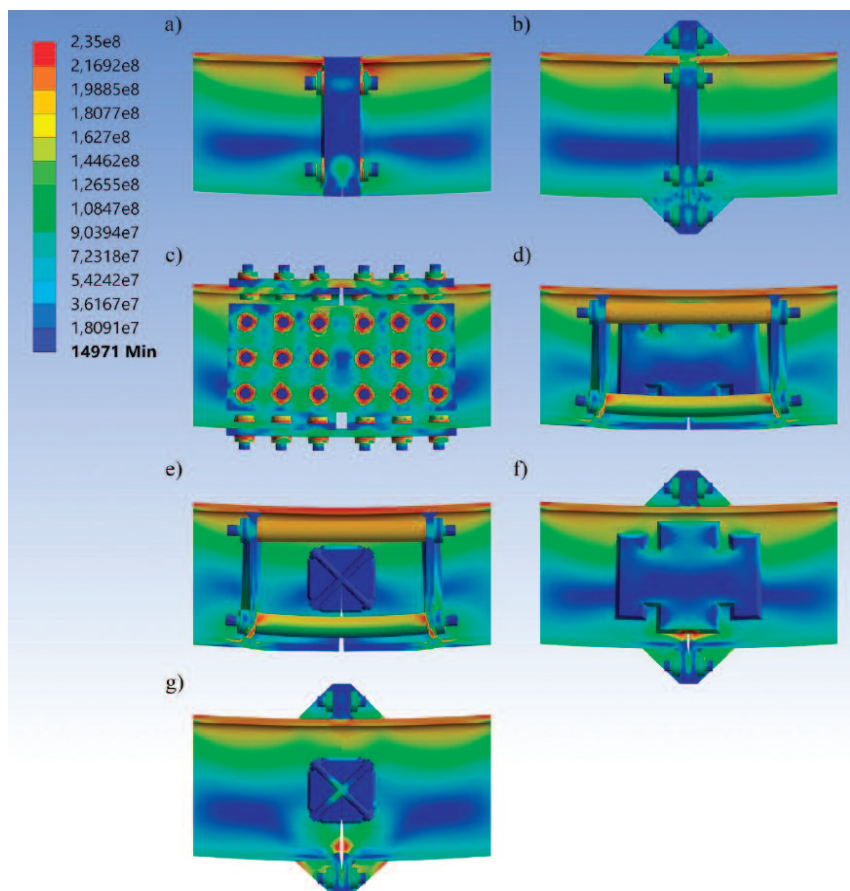 a)
b)
2,35e8
2,1692e8
1,9885e8
1,8077e8
1,627e8
1,4462e8
1,2655e8
1,0847e8
9,0394e7
7,2318e7
5,4242e7
3,6167e7
1,8091e7
14971 Min
c)
d)
e)
f)
g)